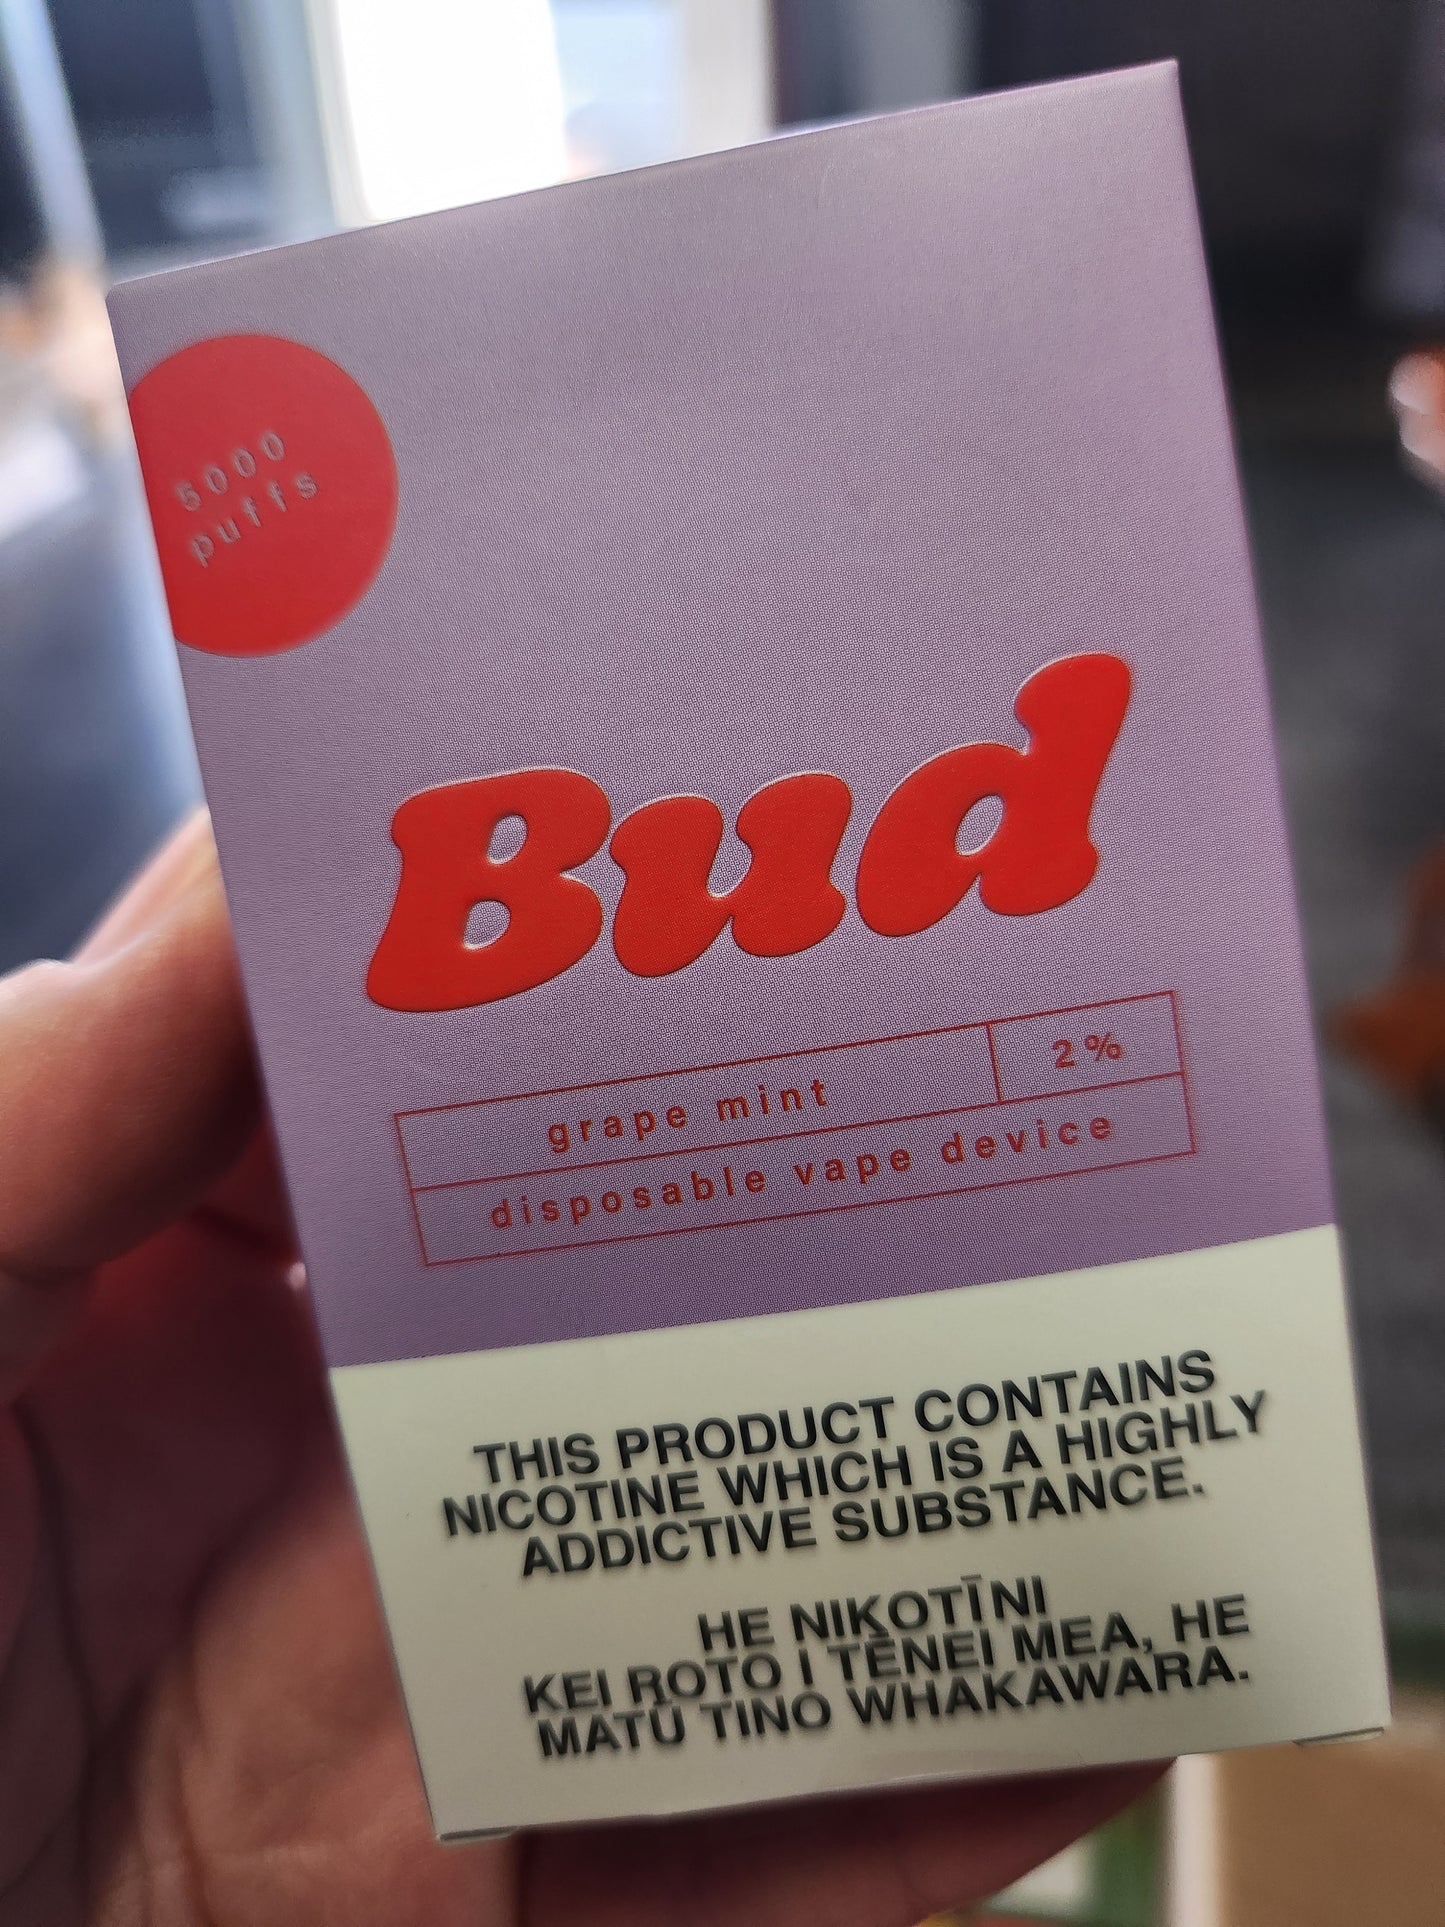 5000
puffs
Bud
grape mint
2%
disposable vape device
THIS PRODUCT CONTAINS
NICOTINE WHICH IS A HIGHLY
ADDICTIVE SUBSTANCE.
HE NIKOTĪNI
KEI ROTO I TĒNEI MEA, HE
MATŪ TINO WHAKAWARA.